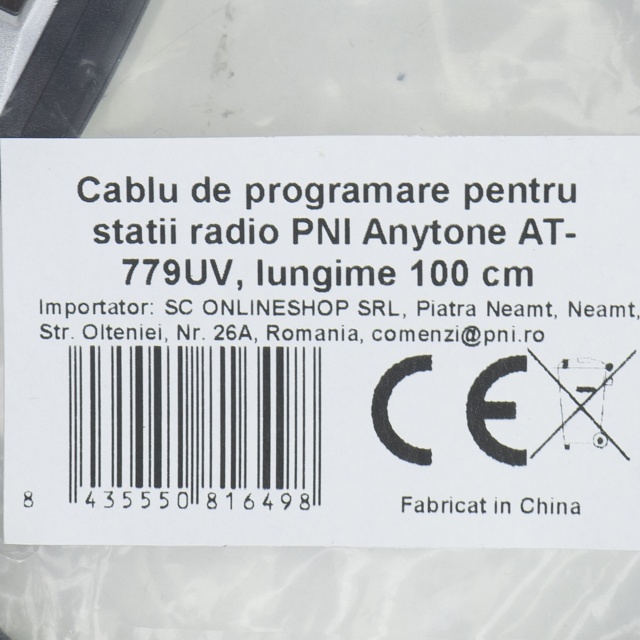 Cablu de programare pentru
statii radio PNI Anytone AT-
779UV, lungime 100 cm
Importator: SC ONLINESHOP SRL, Piatra Neamt, Neamt,
Str. Olteniei, Nr. 26A, Romania, comenzi@pni.ro
CE
8 435550 816498
Fabricat in China